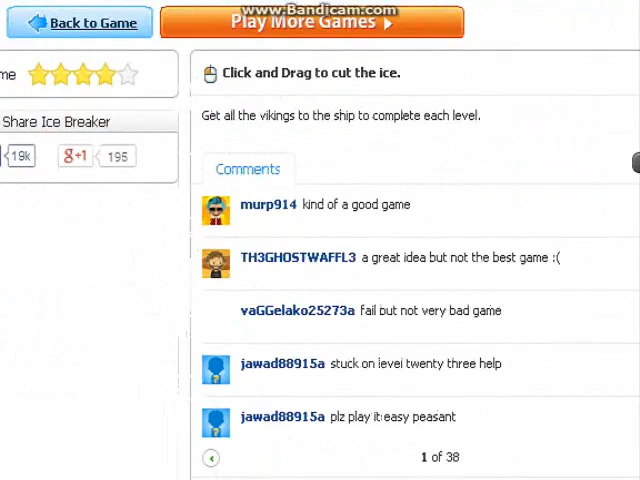 www.Bandicam.com
Back to Game
Play More Games
me
Click and Drag to cut the ice.
Get all the vikings to the ship to complete each level.
Share Ice Breaker
19k
g+1
195
Comments
murp914 kind of a good game
TH3GHOSTWAFFL3 a great idea but not the best game :(
vaGGelako25273a fail but not very bad game
jawad88915a stuck on level twenty three help
jawad88915a plz play it easy peasant
1 of 38